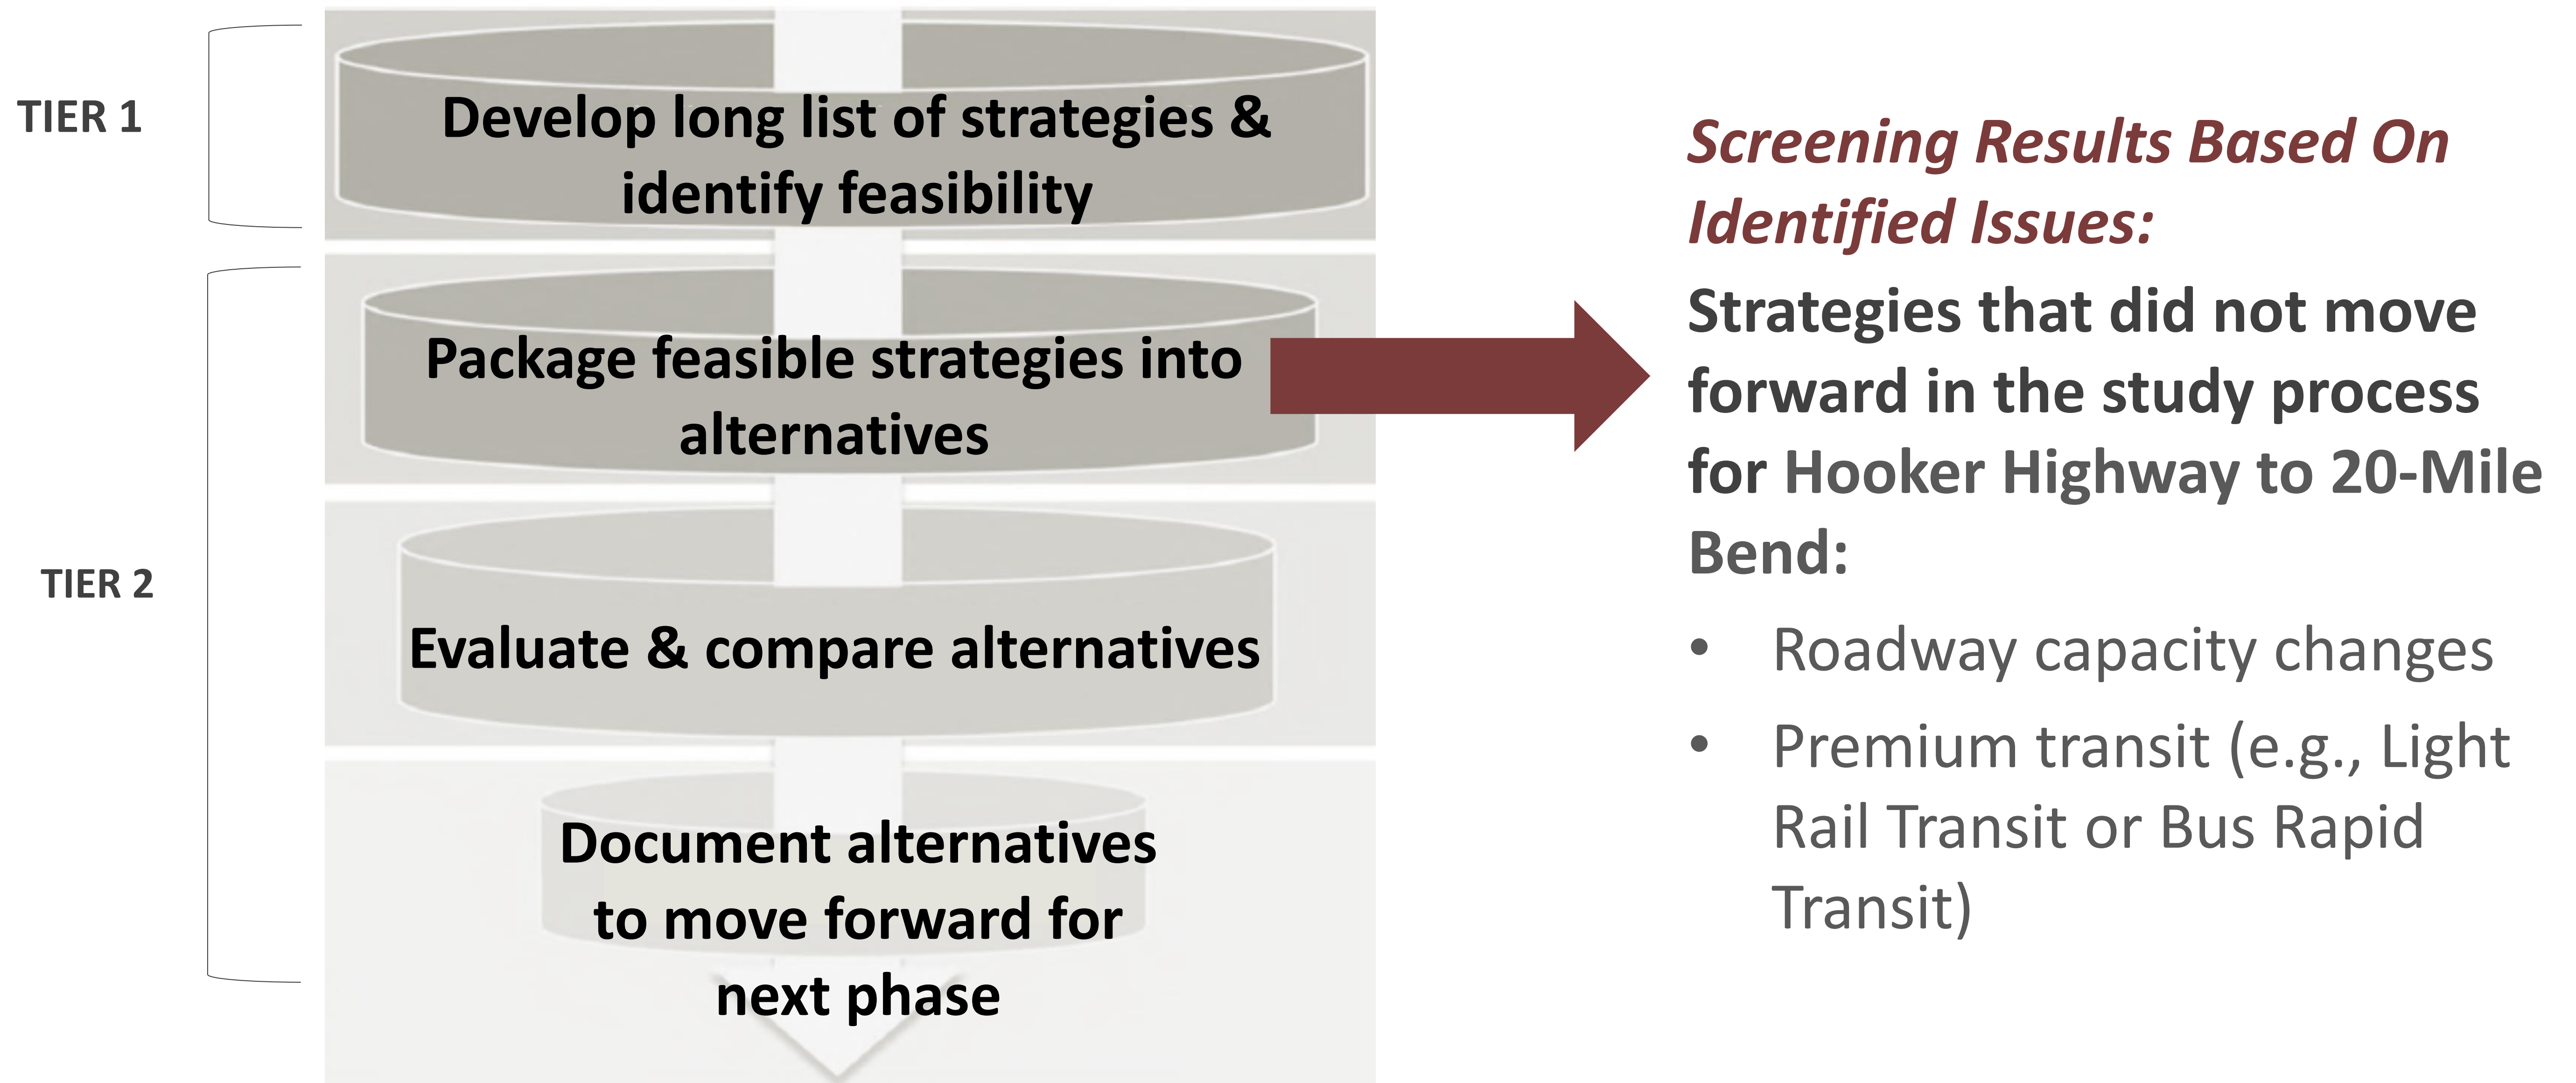 TIER 1
Develop long list of strategies &
identify feasibility
TIER 2
Package feasible strategies into
alternatives
Evaluate & compare alternatives
Document alternatives
to move forward for
next phase
Screening Results Based On
Identified Issues:
Strategies that did not move
forward in the study process
for Hooker Highway to 20-Mile
Bend:
• Roadway capacity changes
• Premium transit (e.g., Light
Rail Transit or Bus Rapid
Transit)